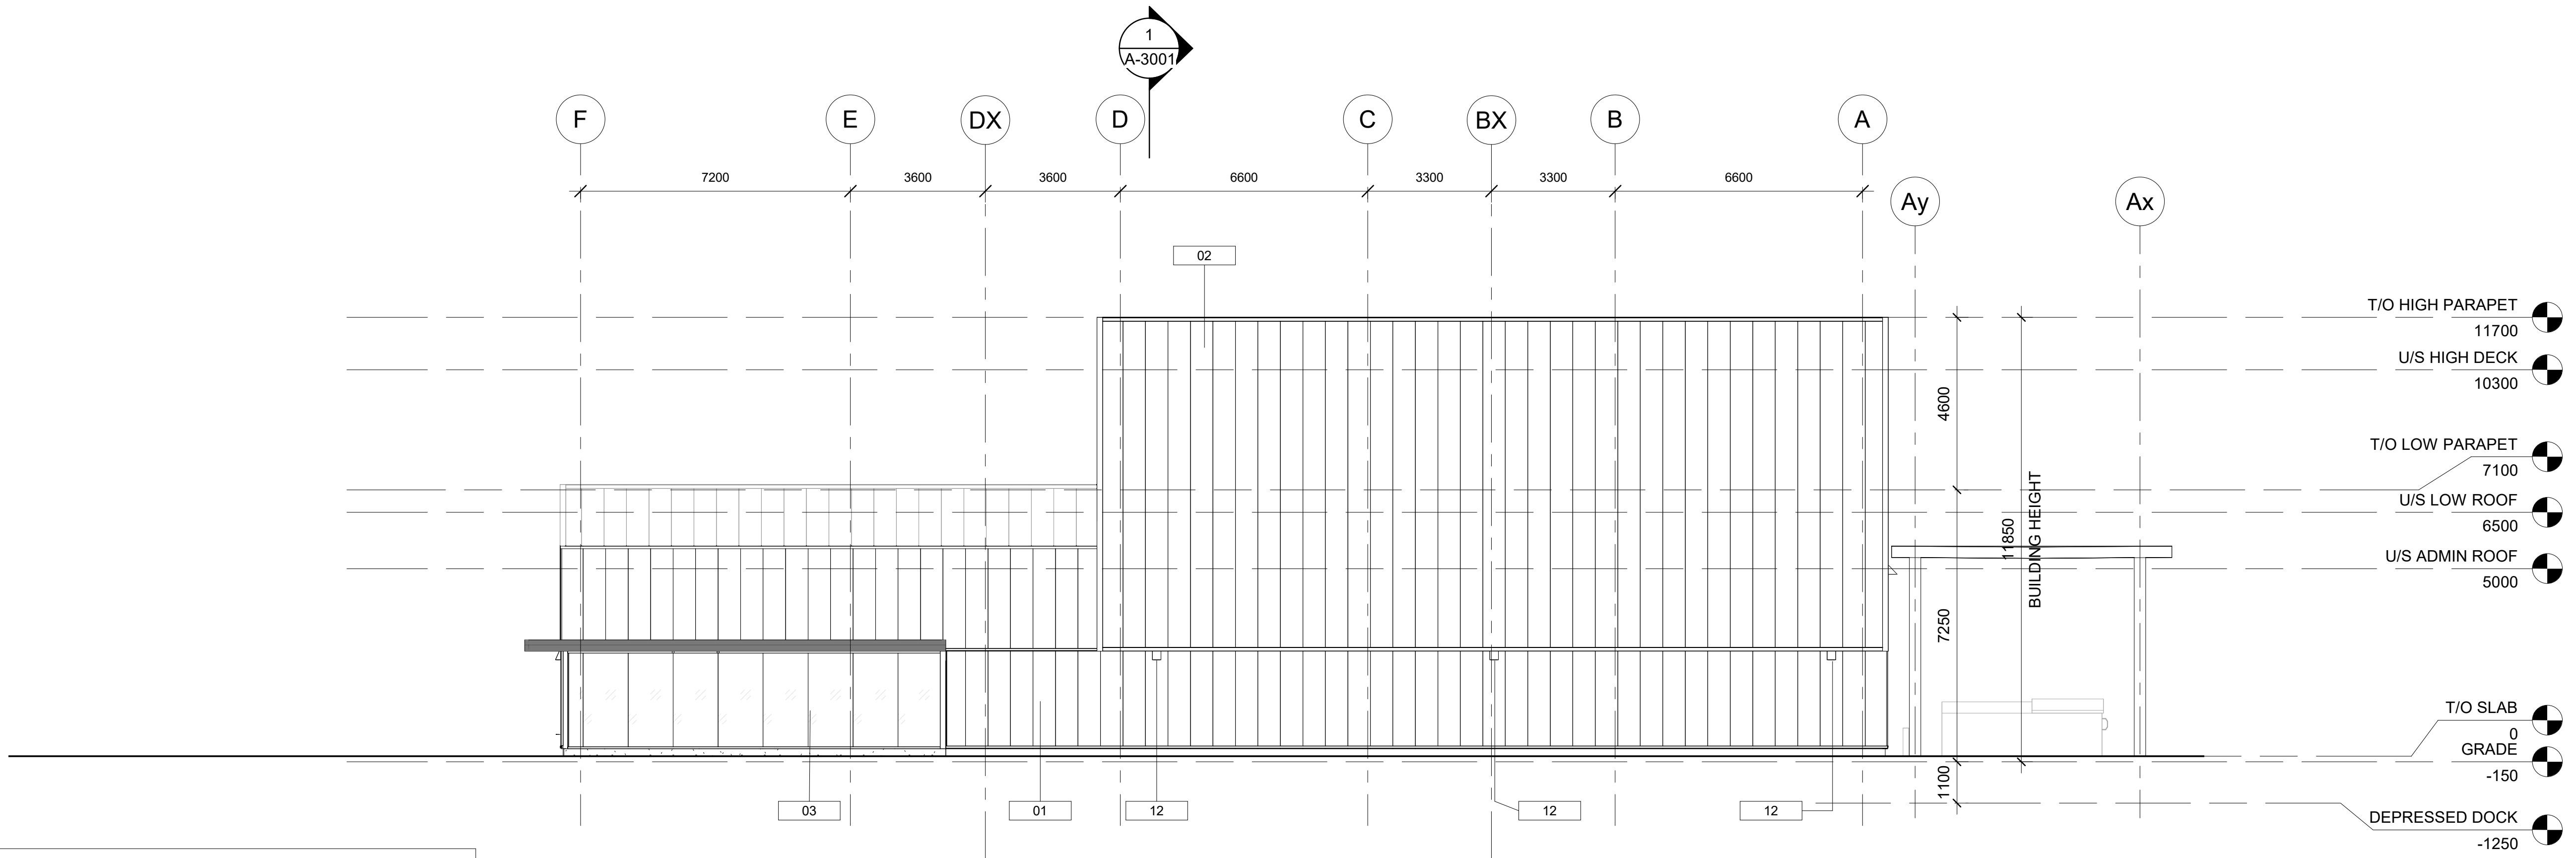 1
A-3001
F
E
DX
D
C
BX
B
A
7200
3600
3600
6600
3300
3300
6600
Ay
Ax
02
T/O HIGH PARAPET
11700
U/S HIGH DECK
10300
4600
T/O LOW PARAPET
7100
U/S LOW ROOF
6500
11850
BUILDING HEIGHT
U/S ADMIN ROOF
5000
7250
T/O SLAB
0
GRADE
-150
1100
03
01
12
12
12
DEPRESSED DOCK
-1250